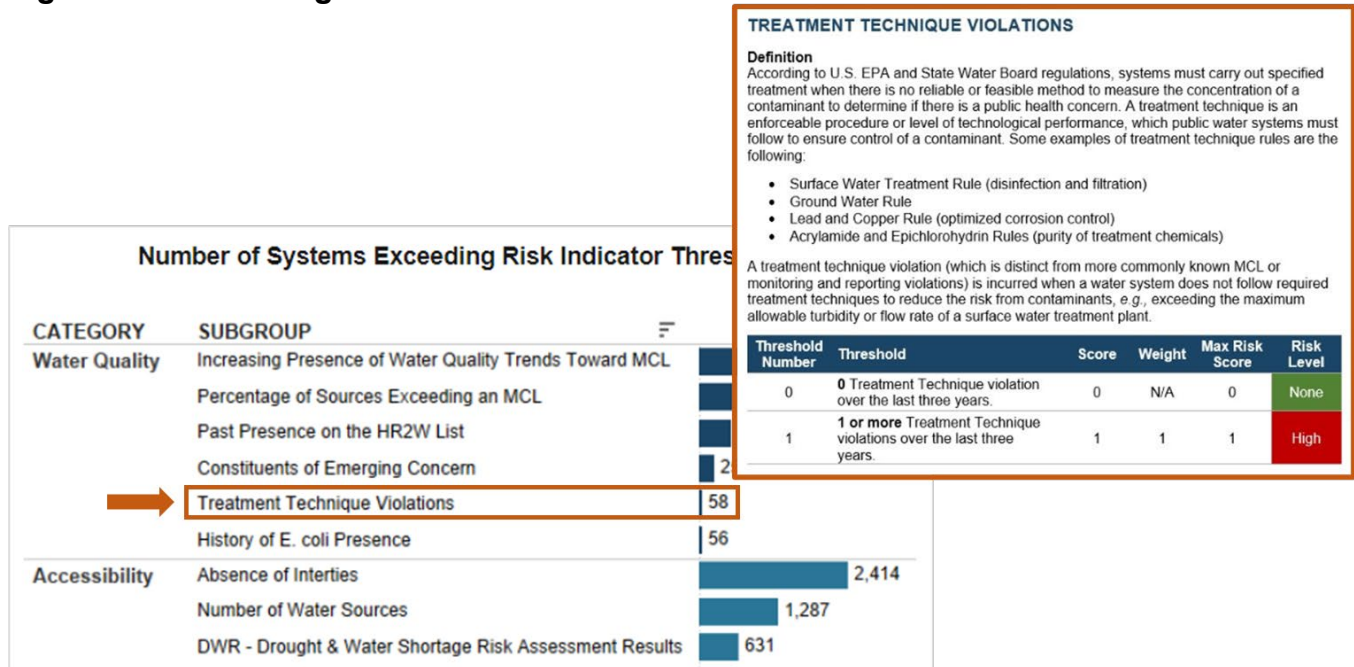 TREATMENT TECHNIQUE VIOLATIONS
Definition
According to U.S. EPA and State Water Board regulations, systems must carry out specified
treatment when there is no reliable or feasible method to measure the concentration of a
contaminant to determine if there is a public health concern. A treatment technique is an
enforceable procedure or level of technological performance, which public water systems must
follow to ensure control of a contaminant. Some examples of treatment technique rules are the
following:
• Surface Water Treatment Rule (disinfection and filtration)
• Ground Water Rule
• Lead and Copper Rule (optimized corrosion control)
• Acrylamide and Epichlorohydrin Rules (purity of treatment chemicals)
A treatment technique violation (which is distinct from more commonly known MCL or
monitoring and reporting violations) is incurred when a water system does not follow required
treatment techniques to reduce the risk from contaminants, e.g., exceeding the maximum
allowable turbidity or flow rate of a surface water treatment plant.
Threshold Number Threshold Score Weight Max Risk Score Risk Level
0 0 Treatment Technique violation over the last three years. 0 N/A 0 None
1 1 or more Treatment Technique violations over the last three years. 1 1 1 High
Number of Systems Exceeding Risk Indicator Thres
CATEGORY SUBGROUP
Water Quality Increasing Presence of Water Quality Trends Toward MCL
Percentage of Sources Exceeding an MCL
Past Presence on the HR2W List
Constituents of Emerging Concern 2
Treatment Technique Violations 58
History of E. coli Presence 56
Accessibility Absence of Interties 2,414
Number of Water Sources 1,287
DWR - Drought & Water Shortage Risk Assessment Results 631